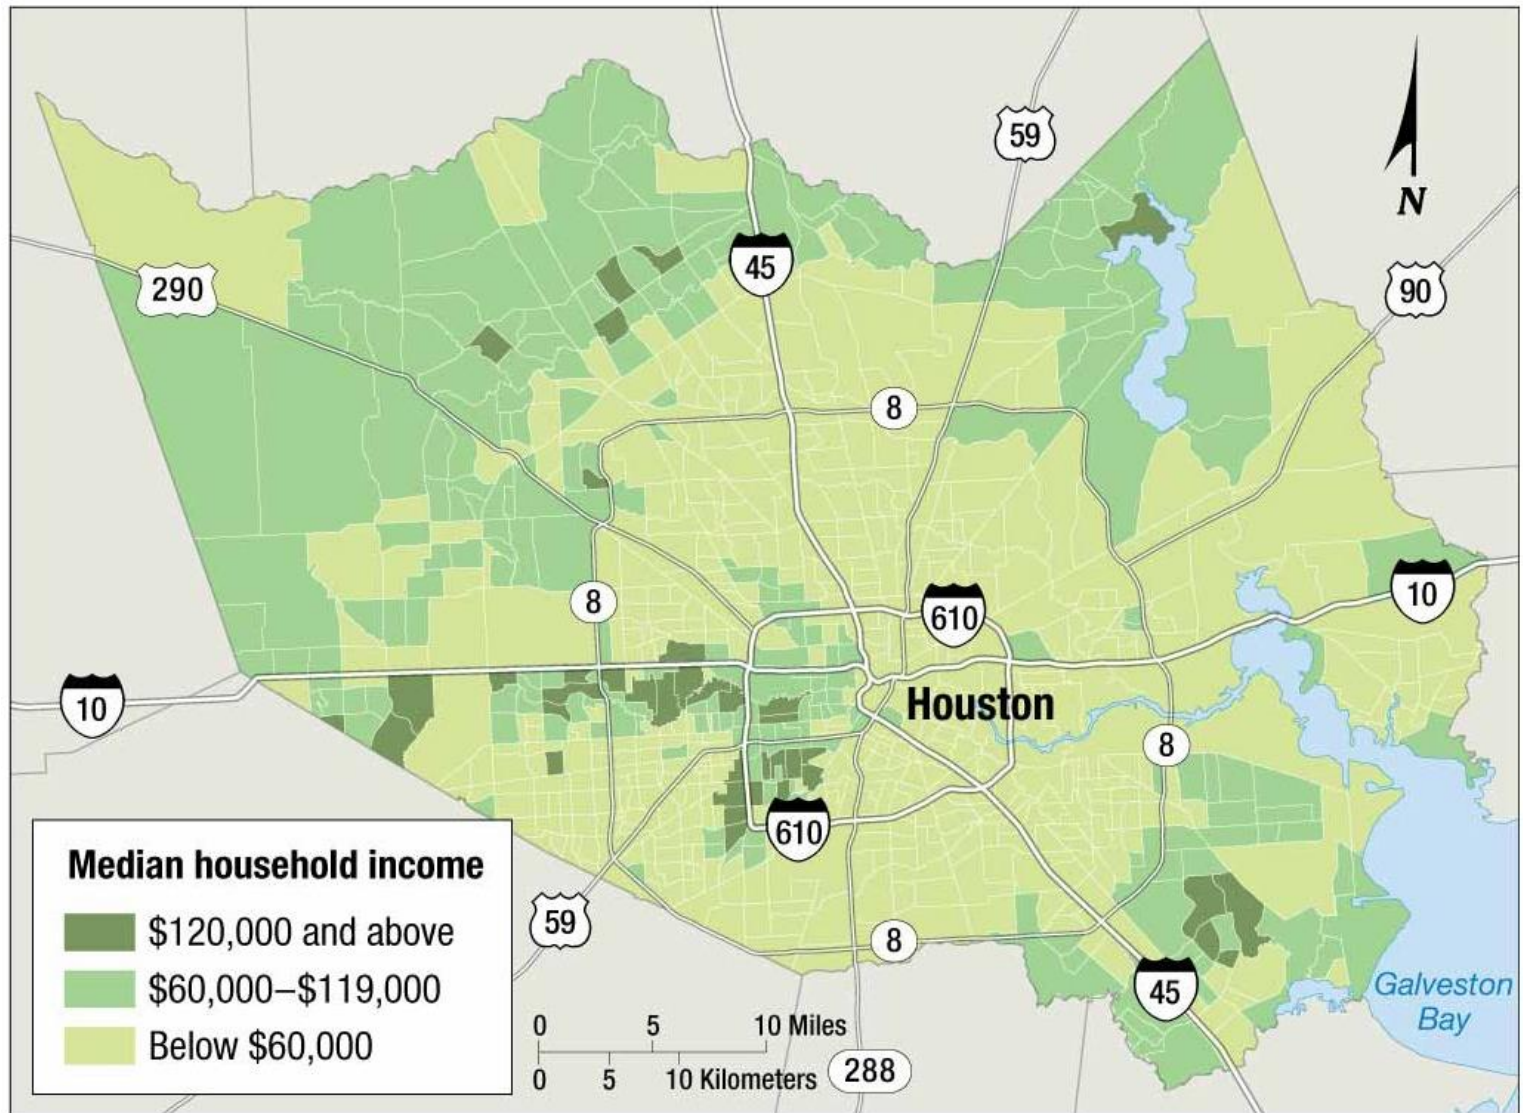 59
N
45
290
90
8
8
610
10
10
Houston
8
610
Median household income
$120,000 and above
$60,000–$119,000
Below $60,000
59
8
45
Galveston
Bay
0 5 10 Miles
0 5 10 Kilometers
288